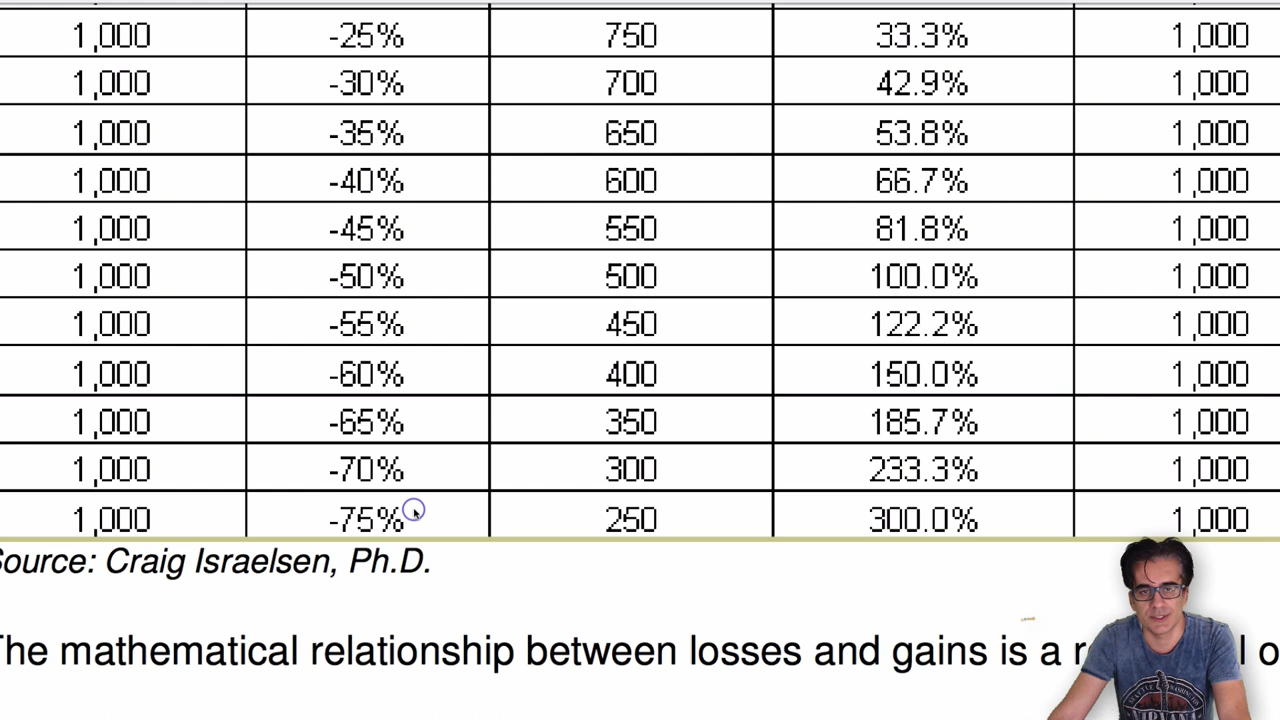 1,000 -25% 750 33.3% 1,000
1,000 -30% 700 42.9% 1,000
1,000 -35% 650 53.8% 1,000
1,000 -40% 600 66.7% 1,000
1,000 -45% 550 81.8% 1,000
1,000 -50% 500 100.0% 1,000
1,000 -55% 450 122.2% 1,000
1,000 -60% 400 150.0% 1,000
1,000 -65% 350 185.7% 1,000
1,000 -70% 300 233.3% 1,000
1,000 -75% 250 300.0% 1,000
Source: Craig Israelsen, Ph.D.
The mathematical relationship between losses and gains is a
NIRVANA